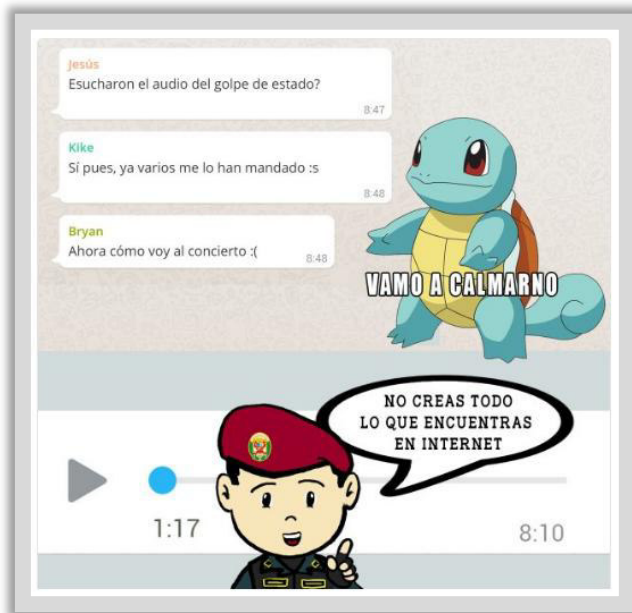 Jesús
Esucharon el audio del golpe de estado?
8:47
Kike
Sí pues, ya varios me lo han mandado :s
8:48
Bryan
Ahora cómo voy al concierto :(
8:48
VAMO A CALMARNO
NO CREAS TODO
LO QUE ENCUENTRAS
EN INTERNET
1:17
8:10